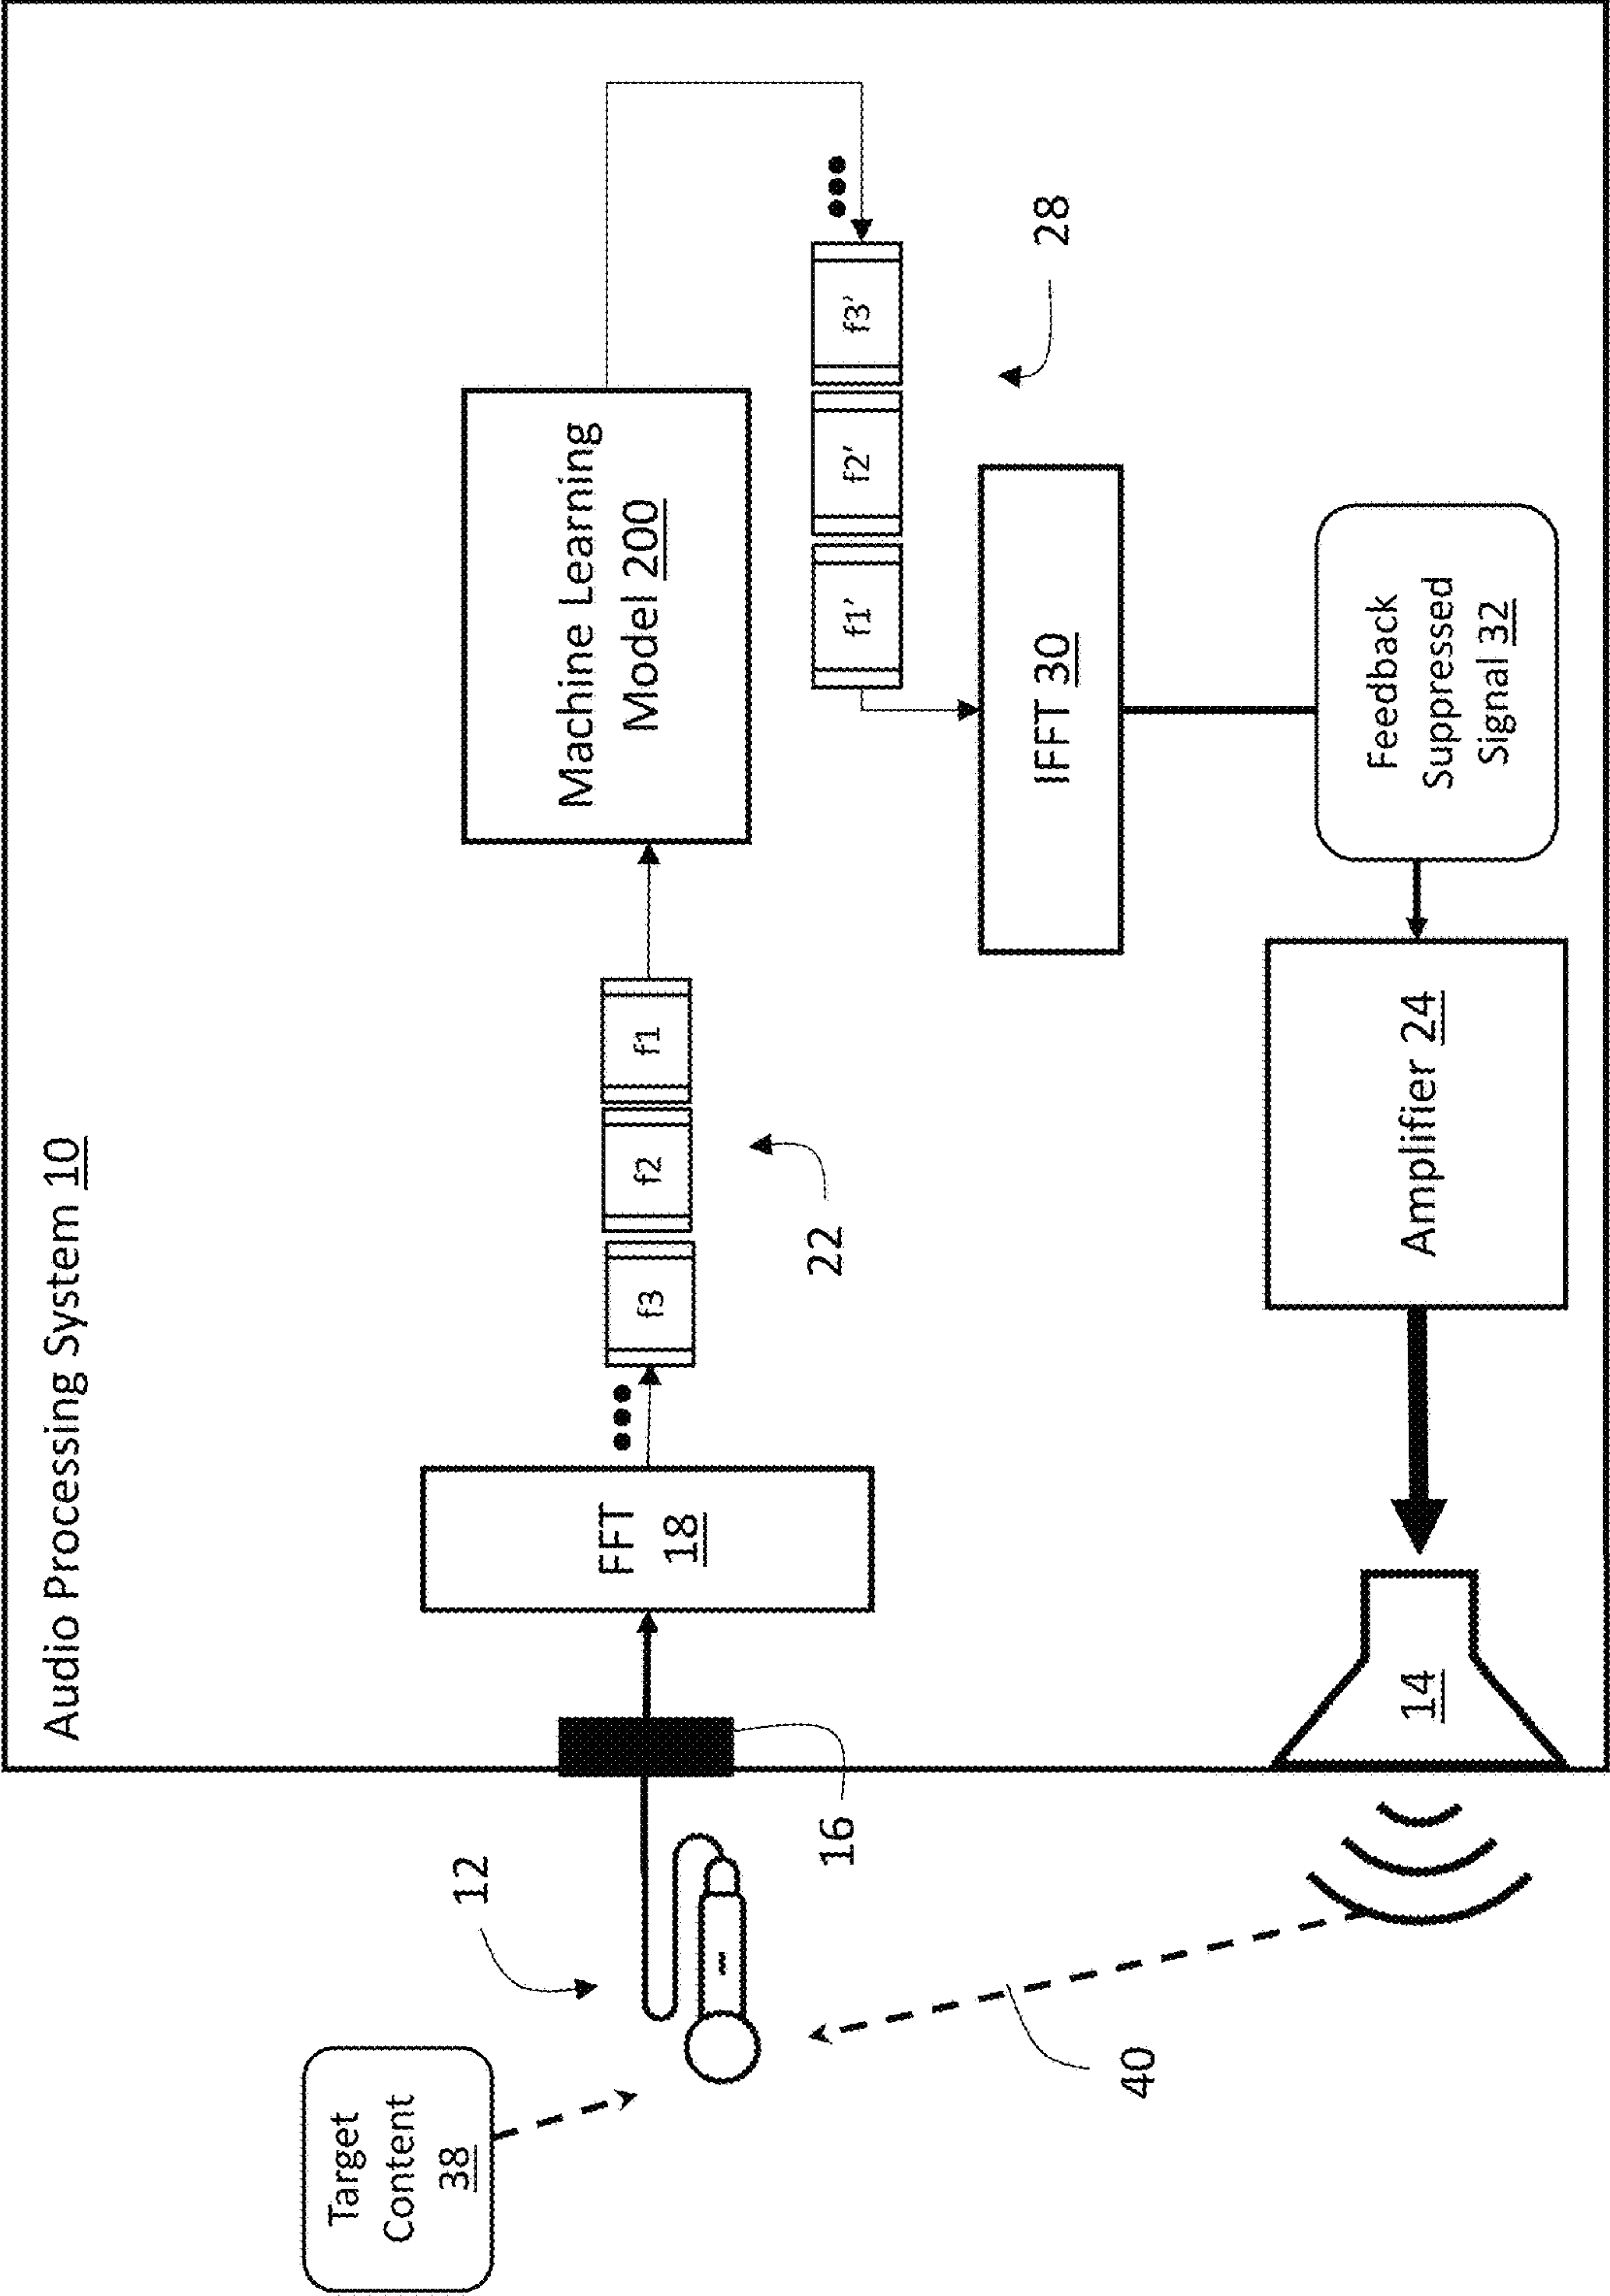 Audio Processing System 10
Target
Content
38
12
16
FFT
18
f3
f2
f1
22
Machine Learning
Model 200
f1'
f2'
f3'
28
IFFT 30
Feedback
Suppressed
Signal 32
Amplifier 24
14
40